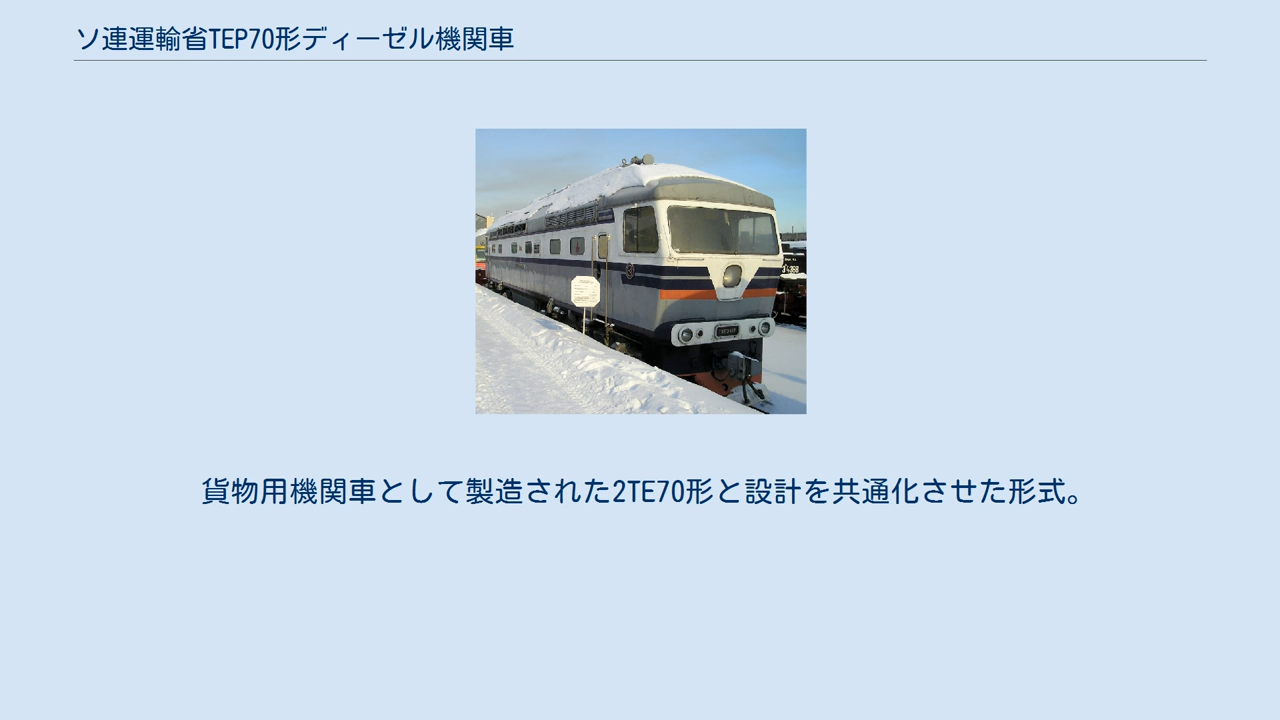 ソ連運輸省TEP70形ディーゼル機関車
貨物用機関車として製造された2TE70形と設計を共通化させた形式。